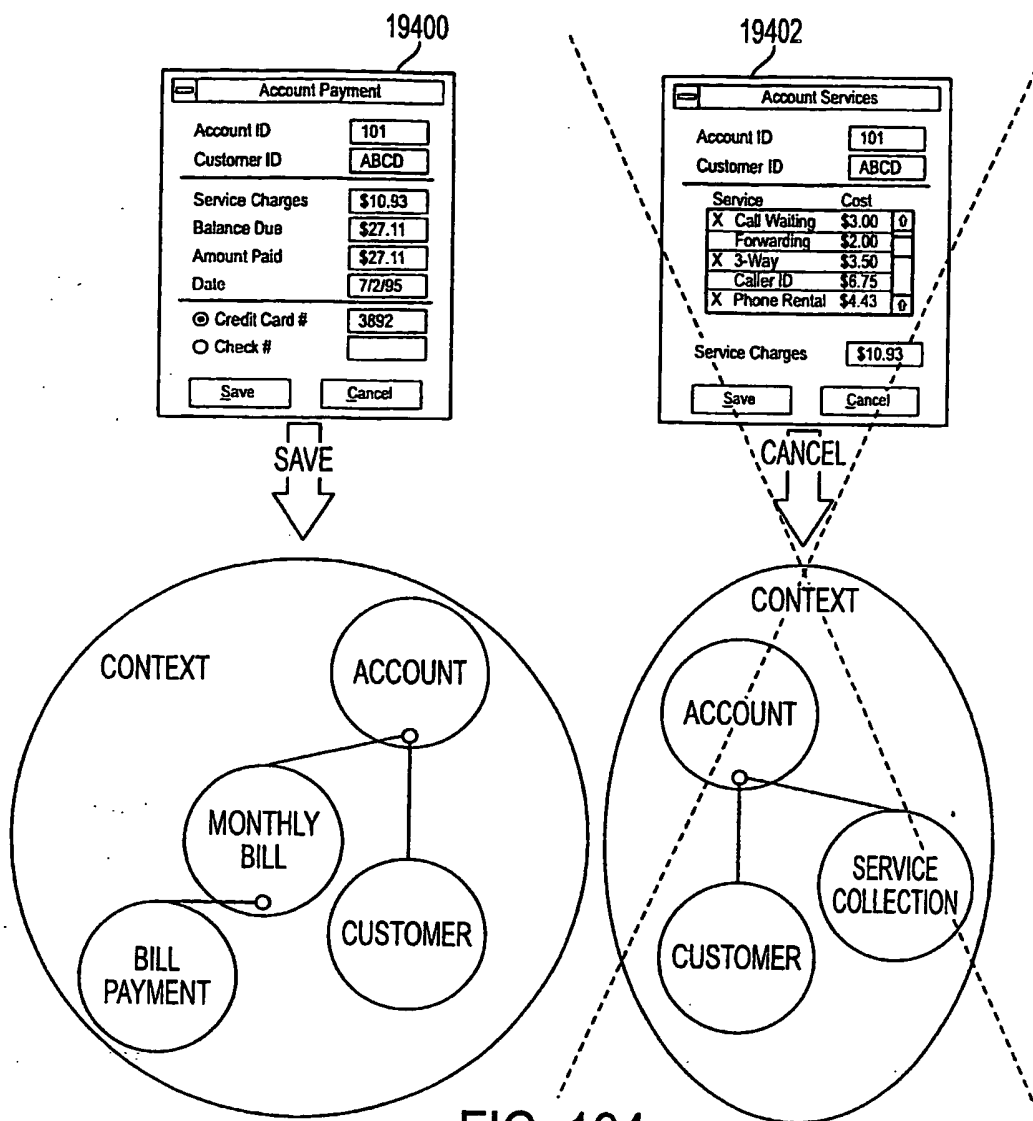 19400
Account Payment
Account ID 101
Customer ID ABCD
Service Charges $10.93
Balance Due $27.11
Amount Paid $27.11
Date 7/2/95
Credit Card # 3892
Check #
Save Cancel
SAVE
CONTEXT
ACCOUNT
MONTHLY
BILL
BILL
PAYMENT
CUSTOMER
19402
Account Services
Account ID 101
Customer ID ABCD
Service Cost
X Call Waiting $3.00
Forwarding $2.00
X 3-Way $3.50
Caller ID $6.75
X Phone Rental $4.43
Service Charges $10.93
Save Cancel
CANCEL
CONTEXT
ACCOUNT
SERVICE
COLLECTION
CUSTOMER
FIG. 194